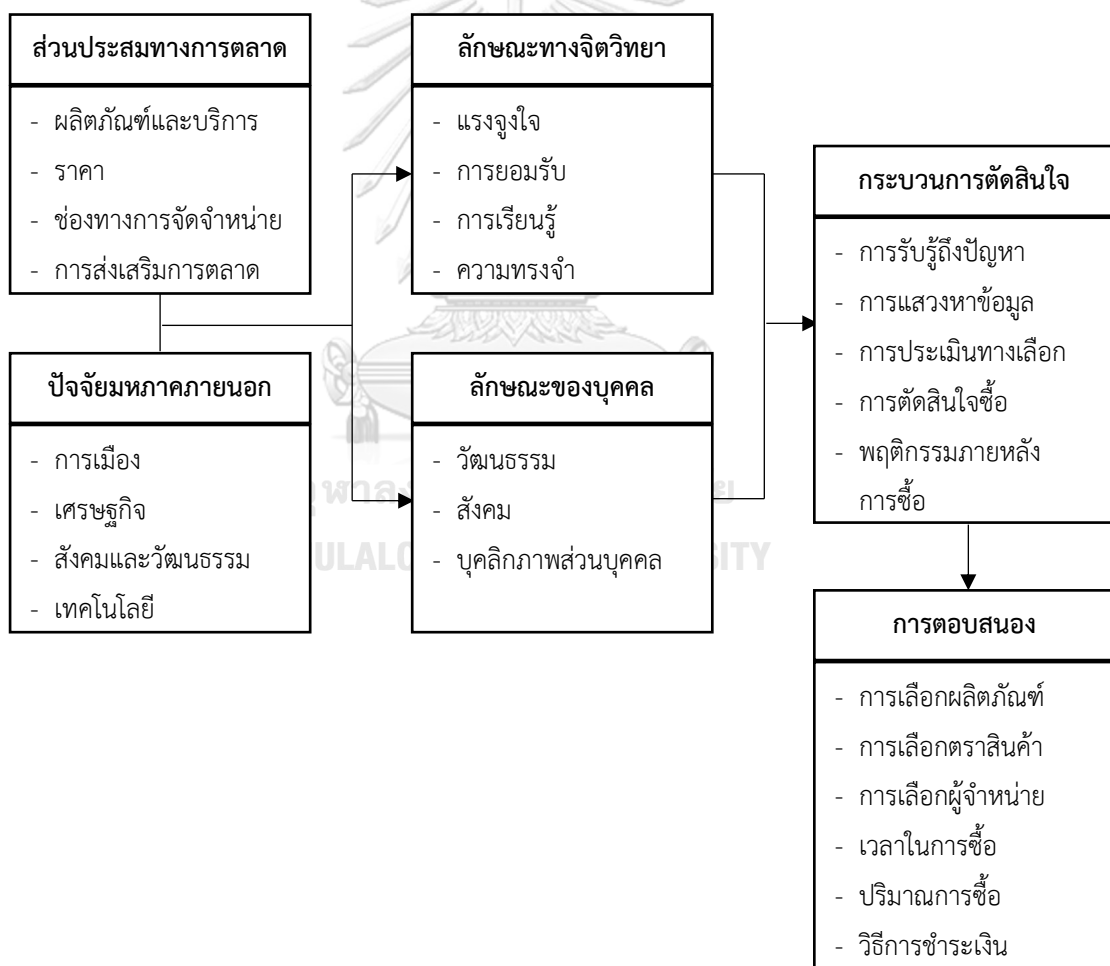 ส่วนประสมทางการตลาด
- ผลิตภัณฑ์และบริการ
- ราคา
- ช่องทางการจัดจำหน่าย
- การส่งเสริมการตลาด
ปัจจัยมหภาคภายนอก
- การเมือง
- เศรษฐกิจ
- สังคมและวัฒนธรรม
- เทคโนโลยี
ลักษณะทางจิตวิทยา
- แรงจูงใจ
- การยอมรับ
- การเรียนรู้
- ความทรงจำ
ลักษณะของบุคคล
- วัฒนธรรม
- สังคม
- บุคลิกภาพส่วนบุคคล
กระบวนการตัดสินใจ
- การรับรู้ถึงปัญหา
- การแสวงหาข้อมูล
- การประเมินทางเลือก
- การตัดสินใจซื้อ
- พฤติกรรมภายหลัง
การซื้อ
การตอบสนอง
- การเลือกผลิตภัณฑ์
- การเลือกตราสินค้า
- การเลือกผู้จำหน่าย
- เวลาในการซื้อ
- ปริมาณการซื้อ
- วิธีการชำระเงิน